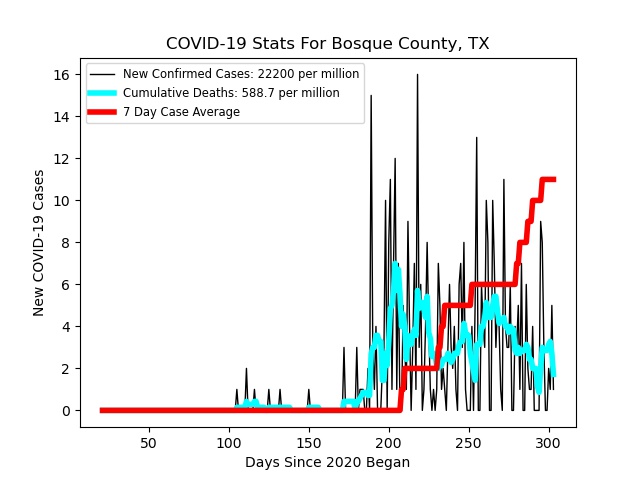 COVID-19 Stats For Bosque County, TX
New Confirmed Cases: 22200 per million
Cumulative Deaths: 588.7 per million
7 Day Case Average
New COVID-19 Cases
16
14
12
10
8
6
4
2
0
50 100 150 200 250 300
Days Since 2020 Began